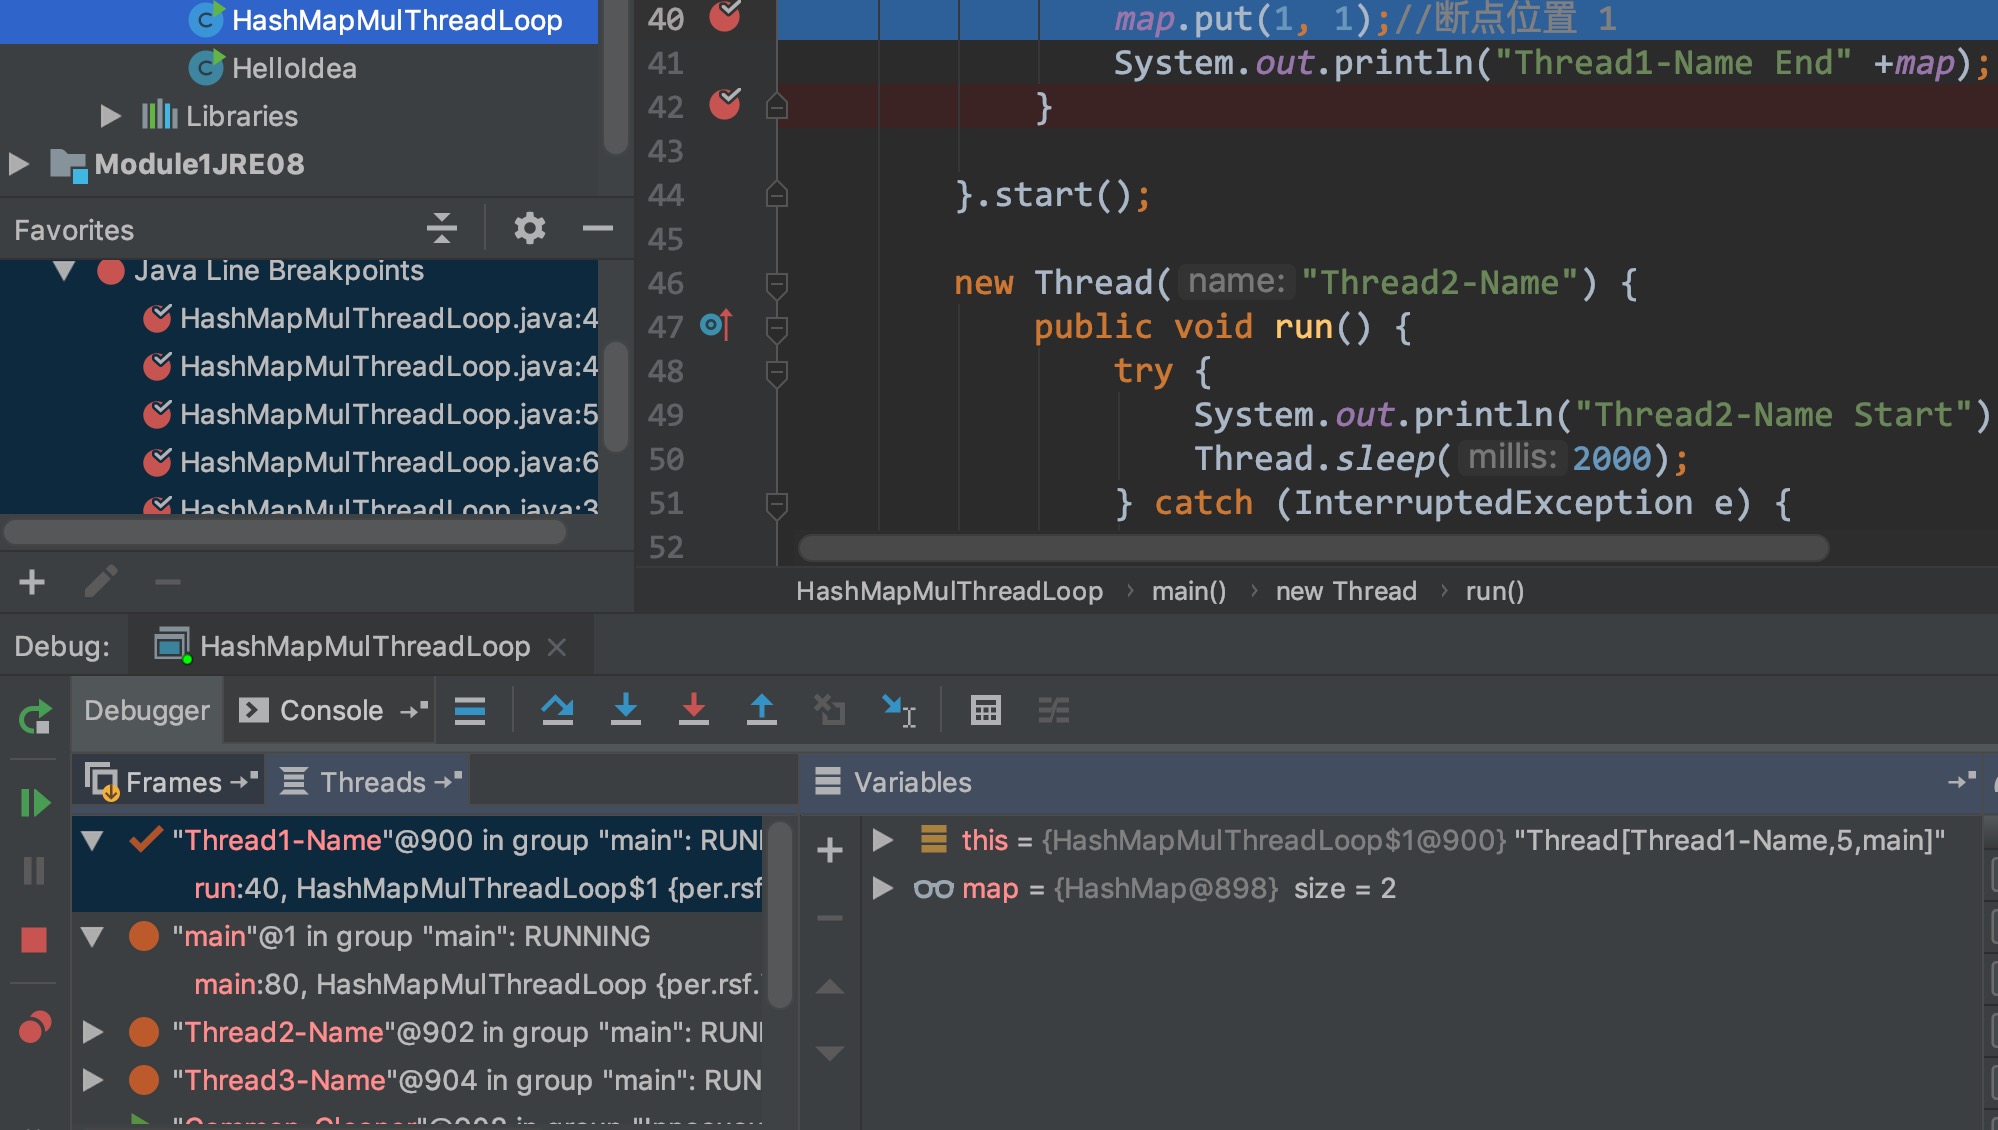 HashMapMulThreadLoop
HelloIdea
Libraries
Module1JRE08
Favorites
Java Line Breakpoints
HashMapMulThreadLoop.java:4
HashMapMulThreadLoop.java:4
HashMapMulThreadLoop.java:5
HashMapMulThreadLoop.java:6
HashMapMulThreadLoop.java:3
40 map.put(1, 1);//断点位置 1
41 System.out.println("Thread1-Name End" +map);
42 }
43
44 }.start();
45
46 new Thread( name: "Thread2-Name") {
47 public void run() {
48 try {
49 System.out.println("Thread2-Name Start")
50 Thread.sleep( millis: 2000);
51 } catch (InterruptedException e) {
52
HashMapMulThreadLoop › main() › new Thread › run()
Debug: HashMapMulThreadLoop
Debugger Console
Frames Threads
"Thread1-Name"@900 in group "main": RUN
run:40, HashMapMulThreadLoop$1 {per.rsf
"main"@1 in group "main": RUNNING
main:80, HashMapMulThreadLoop {per.rsf.
"Thread2-Name"@902 in group "main": RUN
"Thread3-Name"@904 in group "main": RUN
Variables
this = {HashMapMulThreadLoop$1@900} "Thread[Thread1-Name,5,main]"
map = {HashMap@898} size = 2